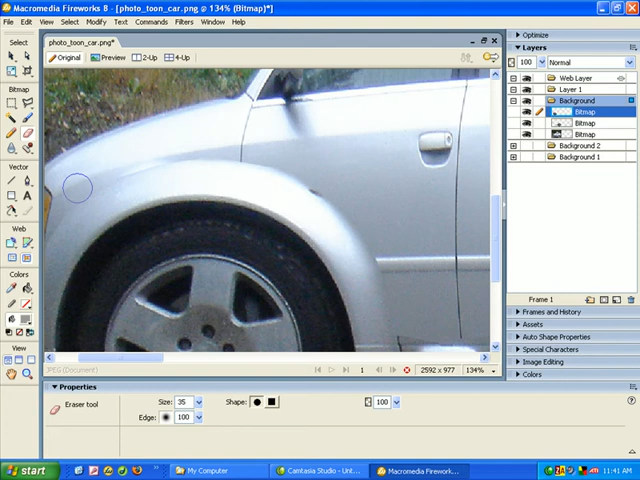 Macromedia Fireworks 8 - [photo_toon_car.png @ 134% (Bitmap)*]
File Edit View Select Modify Text Commands Filters Window Help
Select
Bitmap
Vector
Web
Colors
View
photo_toon_car.png*
Original Preview 2-Up 4-Up
JPEG (Document)
1
2592 x 977
134%
Optimize
Layers
100 Normal
Web Layer
Layer 1
Background
Bitmap
Bitmap
Bitmap
Background 2
Background 1
Frame 1
Frames and History
Assets
Auto Shape Properties
Special Characters
Image Editing
Colors
Properties
Eraser tool
Size: 35
Shape:
100
Edge: 100
start
My Computer
Camtasia Studio - Unt...
Macromedia Firewo...
11:41 AM